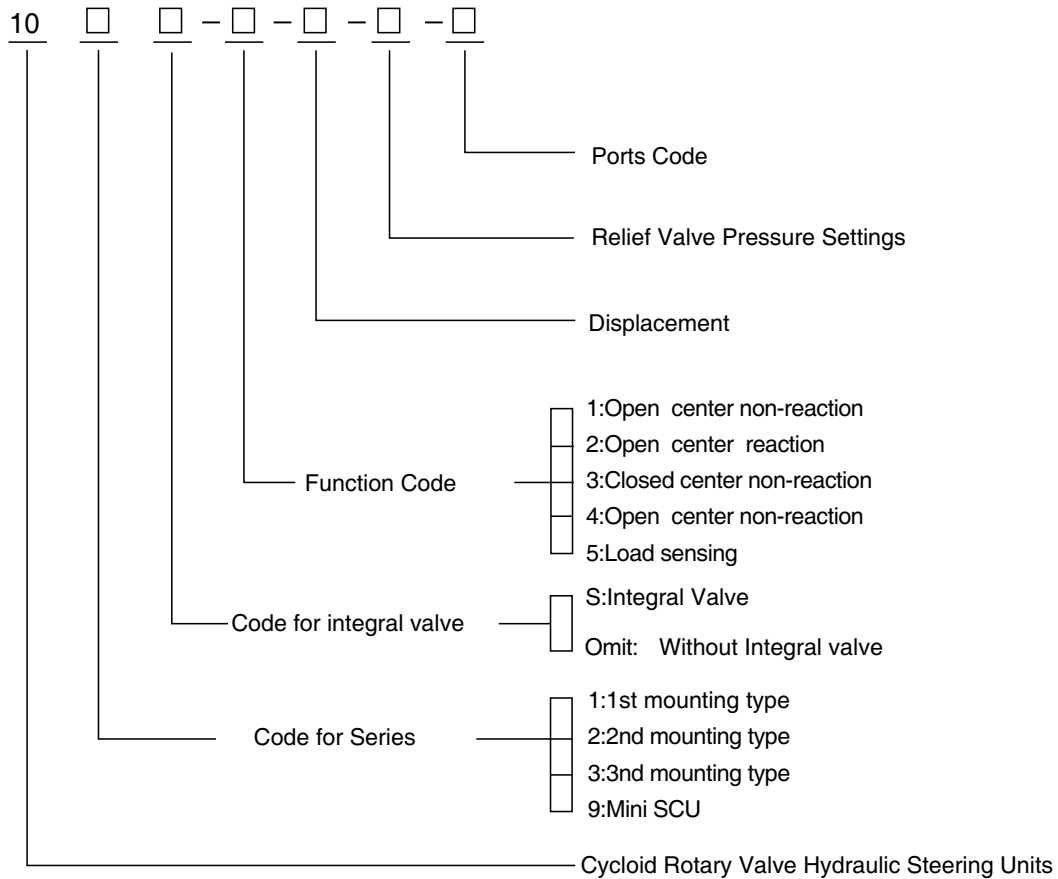 10 □ □ - □ - □ - □ - □
Ports Code
Relief Valve Pressure Settings
Displacement
Function Code
1:Open center non-reaction
2:Open center reaction
3:Closed center non-reaction
4:Open center non-reaction
5:Load sensing
Code for integral valve
S:Integral Valve
Omit: Without Integral valve
Code for Series
1:1st mounting type
2:2nd mounting type
3:3nd mounting type
9:Mini SCU
Cycloid Rotary Valve Hydraulic Steering Units